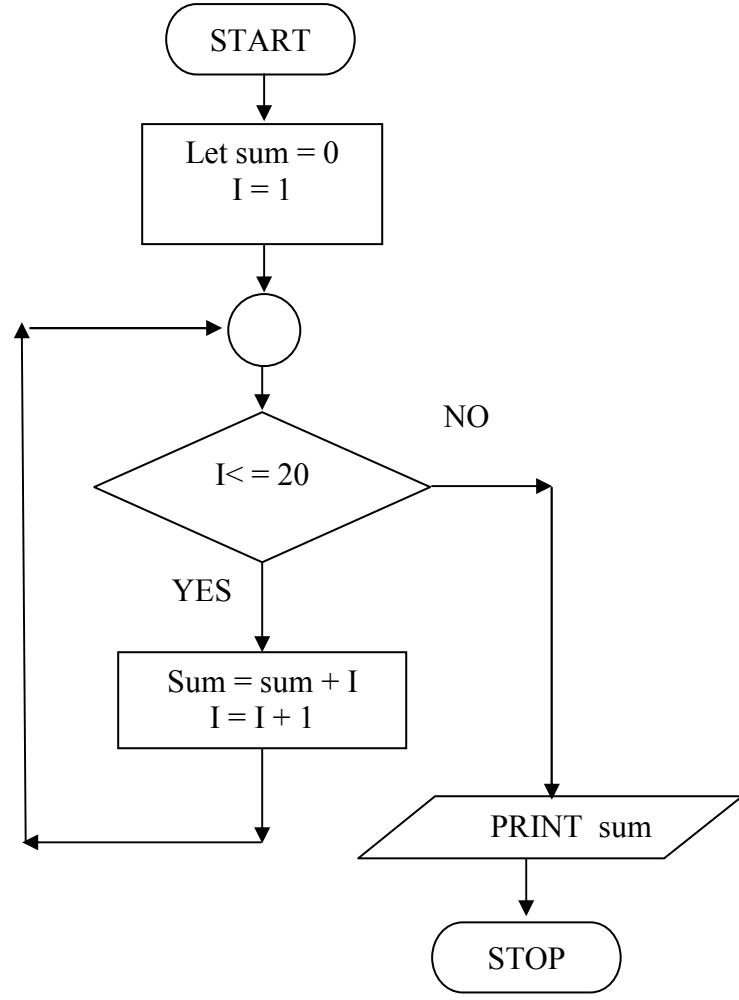 START
Let sum = 0
I = 1
NO
I< = 20
YES
Sum = sum + I
I = I + 1
PRINT sum
STOP